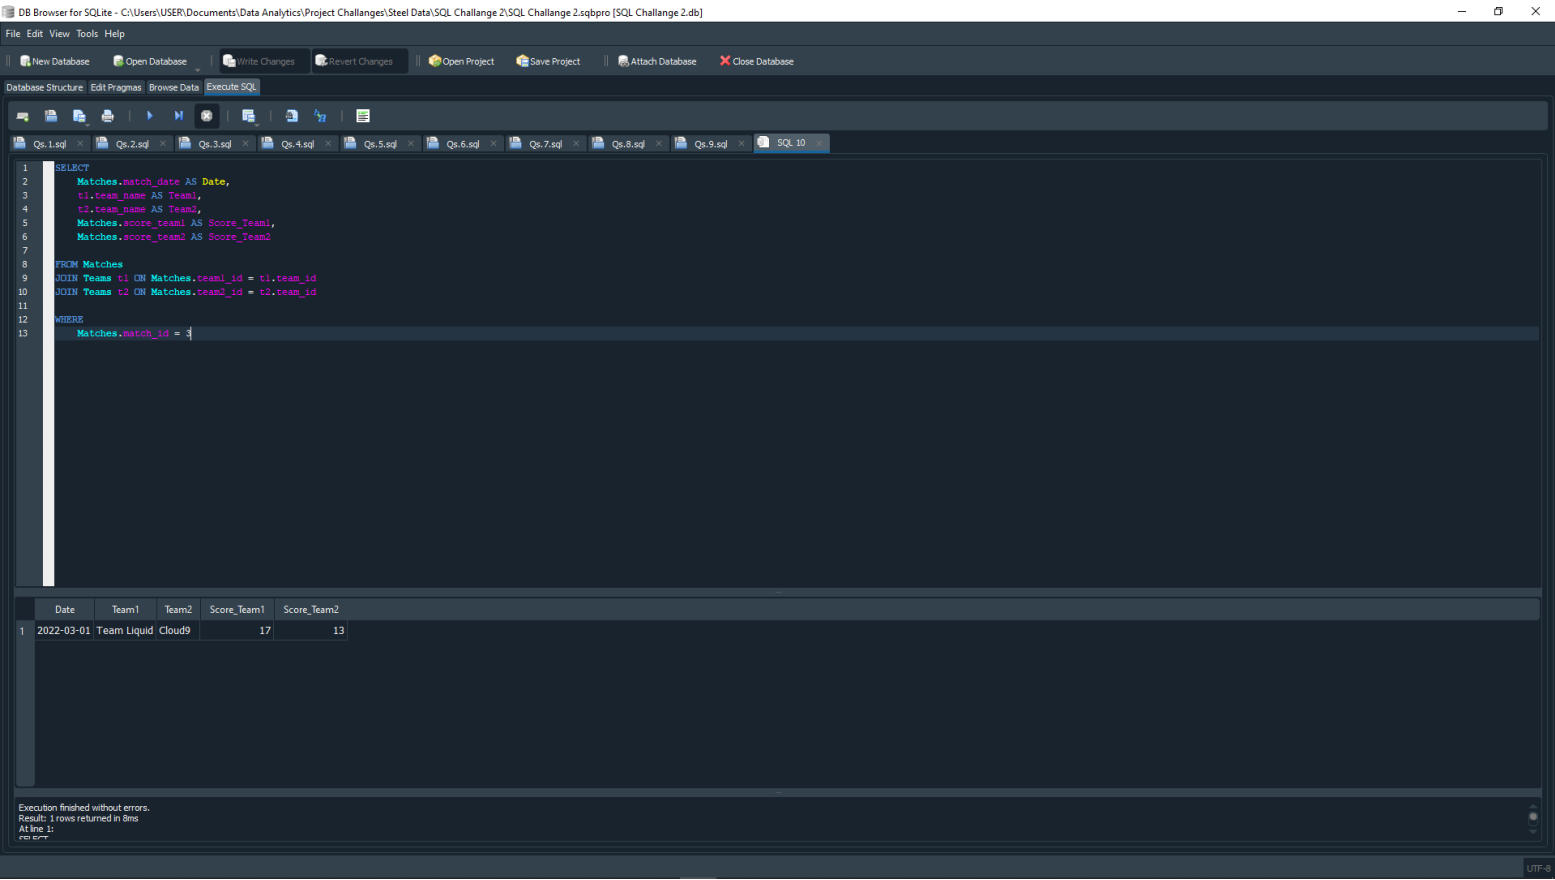 DB Browser for SQLite - C:\Users\USER\Documents\Data Analytics\Project Challanges\Steel Data\SQL Challange 2\SQL Challange 2.sqbpro [SQL Challange 2.db]
File Edit View Tools Help
New Database Open Database Write Changes Revert Changes Open Project Save Project Attach Database Close Database
Database Structure Edit Pragmas Browse Data Execute SQL
Qs.1.sql Qs.2.sql Qs.3.sql Qs.4.sql Qs.5.sql Qs.6.sql Qs.7.sql Qs.8.sql Qs.9.sql SQL 10
1 SELECT
2 Matches.match_date AS Date,
3 t1.team_name AS Team1,
4 t2.team_name AS Team2,
5 Matches.score_team1 AS Score_Team1,
6 Matches.score_team2 AS Score_Team2
7
8 FROM Matches
9 JOIN Teams t1 ON Matches.team1_id = t1.team_id
10 JOIN Teams t2 ON Matches.team2_id = t2.team_id
11
12 WHERE
13 Matches.match_id = 3
Date Team1 Team2 Score_Team1 Score_Team2
1 2022-03-01 Team Liquid Cloud9 17 13
Execution finished without errors.
Result: 1 rows returned in 8ms
At line 1:
SELECT
UTF-8